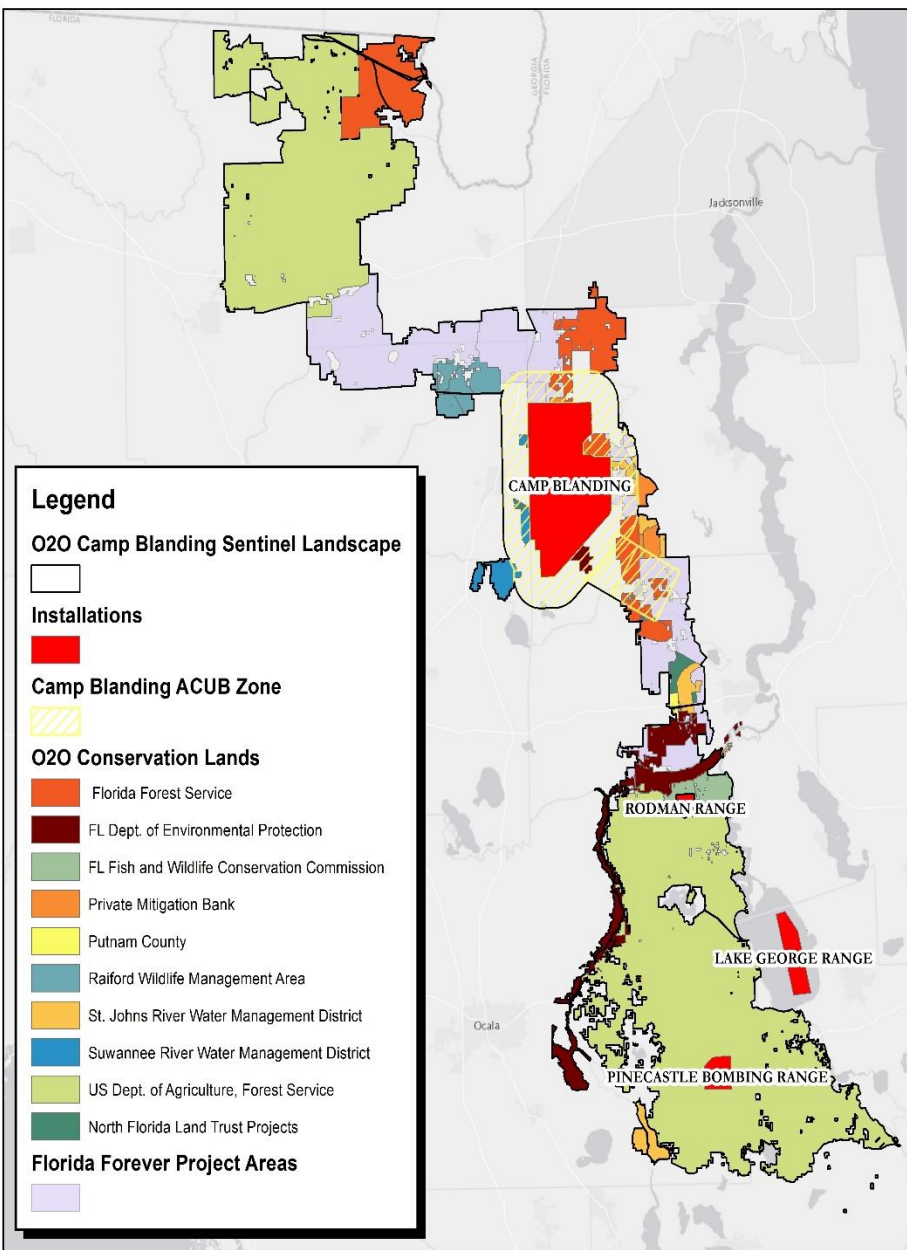 FLORIDA
GEORGIA
FLORIDA
Jacksonville
CAMP BLANDING
Legend
O2O Camp Blanding Sentinel Landscape
Installations
Camp Blanding ACUB Zone
O2O Conservation Lands
Florida Forest Service
FL Dept. of Environmental Protection
FL Fish and Wildlife Conservation Commission
Private Mitigation Bank
Putnam County
Raiford Wildlife Management Area
St. Johns River Water Management District
Suwannee River Water Management District
US Dept. of Agriculture, Forest Service
North Florida Land Trust Projects
Florida Forever Project Areas
RODMAN RANGE
LAKE GEORGE RANGE
Ocala
PINECASTLE BOMBING RANGE